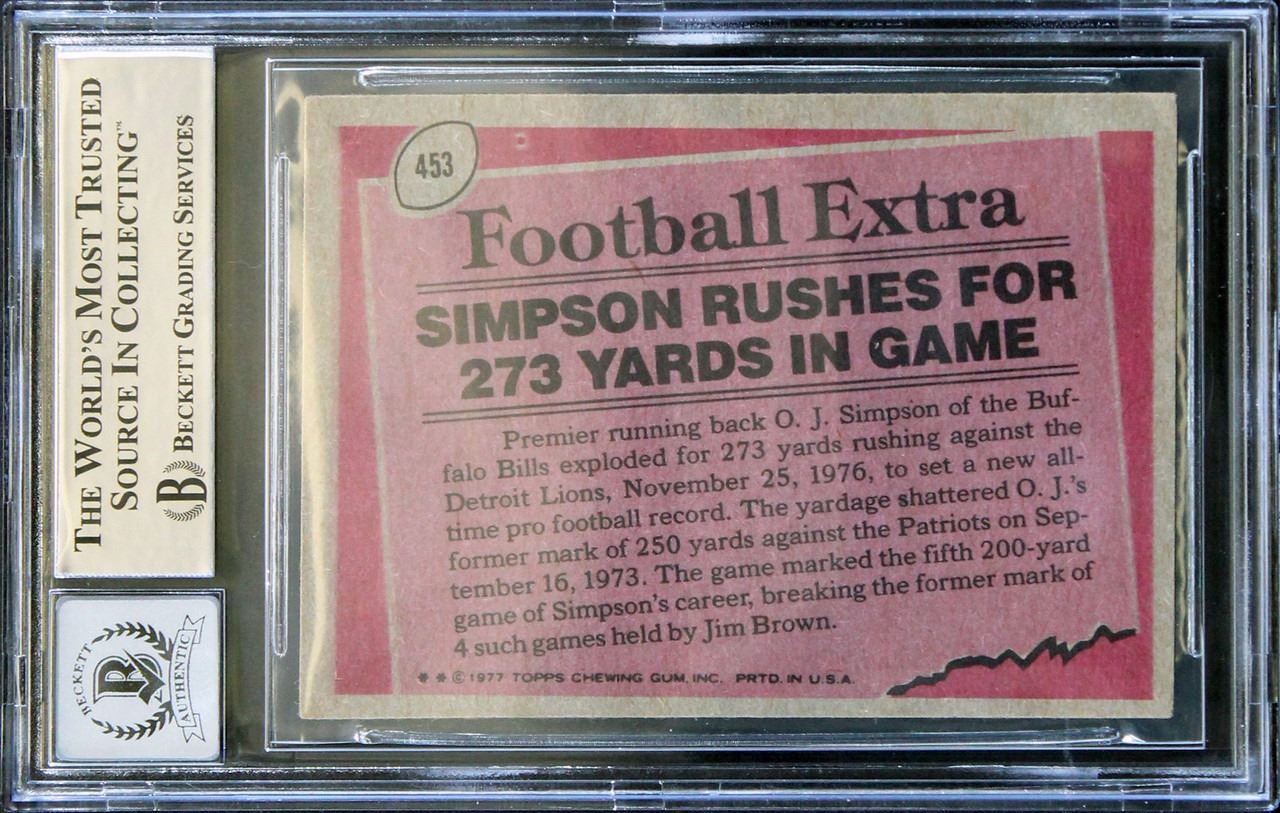 THE WORLD'S MOST TRUSTED
SOURCE IN COLLECTING™
B BECKETT GRADING SERVICES
BECKETT
B
AUTHENTIC
453
Football Extra
SIMPSON RUSHES FOR
273 YARDS IN GAME
Premier running back O. J. Simpson of the Buf-
falo Bills exploded for 273 yards rushing against the
Detroit Lions, November 25, 1976, to set a new all-
time pro football record. The yardage shattered O. J.'s
former mark of 250 yards against the Patriots on Sep-
tember 16, 1973. The game marked the fifth 200-yard
game of Simpson's career, breaking the former mark of
4 such games held by Jim Brown.
* * © 1977 TOPPS CHEWING GUM, INC. PRTD. IN U.S.A.